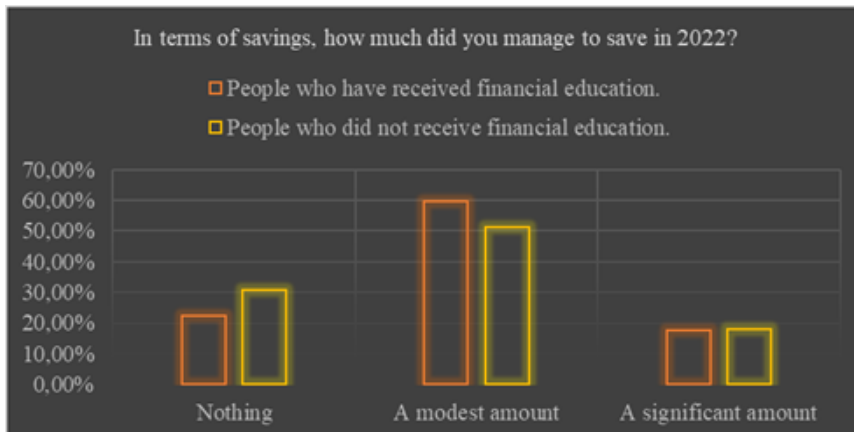 In terms of savings, how much did you manage to save in 2022?
People who have received financial education.
People who did not receive financial education.
70,00%
60,00%
50,00%
40,00%
30,00%
20,00%
10,00%
0,00%
Nothing
A modest amount
A significant amount